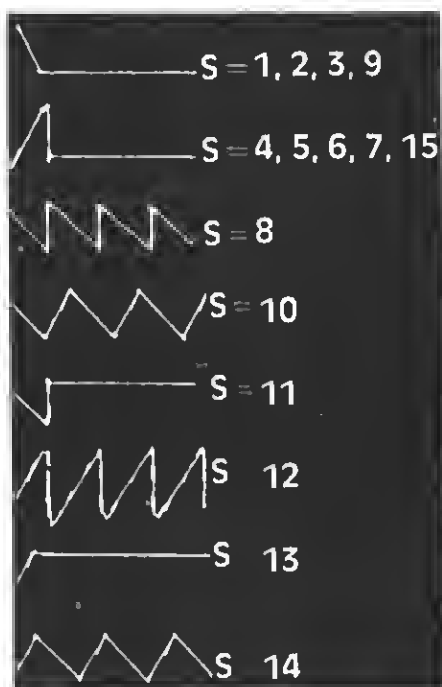 S = 1, 2, 3, 9
S = 4, 5, 6, 7, 15
S = 8
S = 10
S = 11
S 12
S 13
S 14